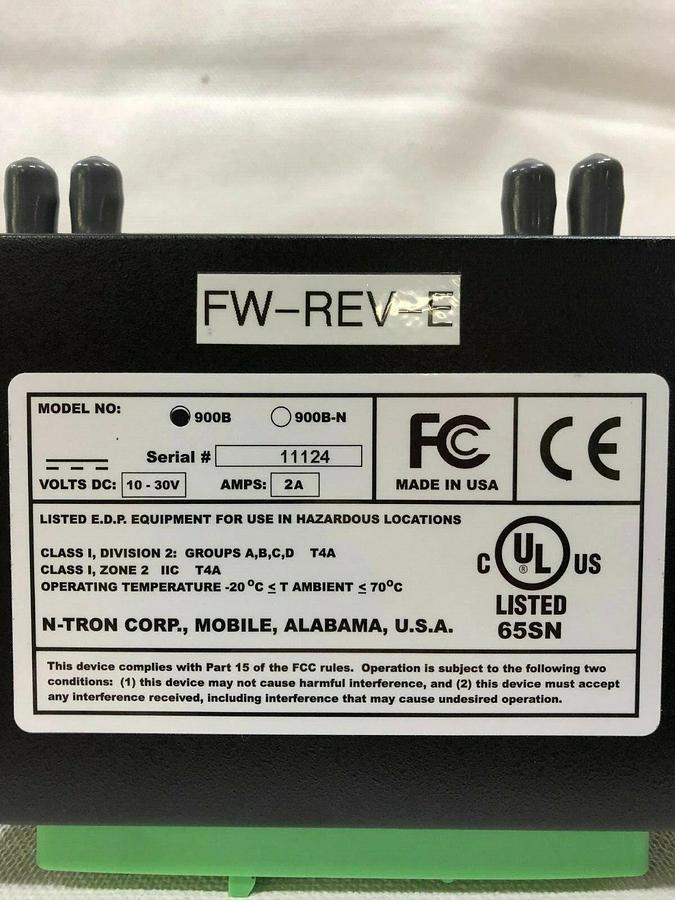 FW-REV-E
MODEL NO: 900B 900B-N
Serial # 11124
VOLTS DC: 10 - 30V AMPS: 2A
FC
MADE IN USA
CE
LISTED E.D.P. EQUIPMENT FOR USE IN HAZARDOUS LOCATIONS
CLASS I, DIVISION 2: GROUPS A,B,C,D T4A
CLASS I, ZONE 2 IIC T4A
OPERATING TEMPERATURE -20°C ≤ T AMBIENT ≤ 70°C
N-TRON CORP., MOBILE, ALABAMA, U.S.A.
C UL ® US
LISTED
65SN
This device complies with Part 15 of the FCC rules. Operation is subject to the following two
conditions: (1) this device may not cause harmful interference, and (2) this device must accept
any interference received, including interference that may cause undesired operation.